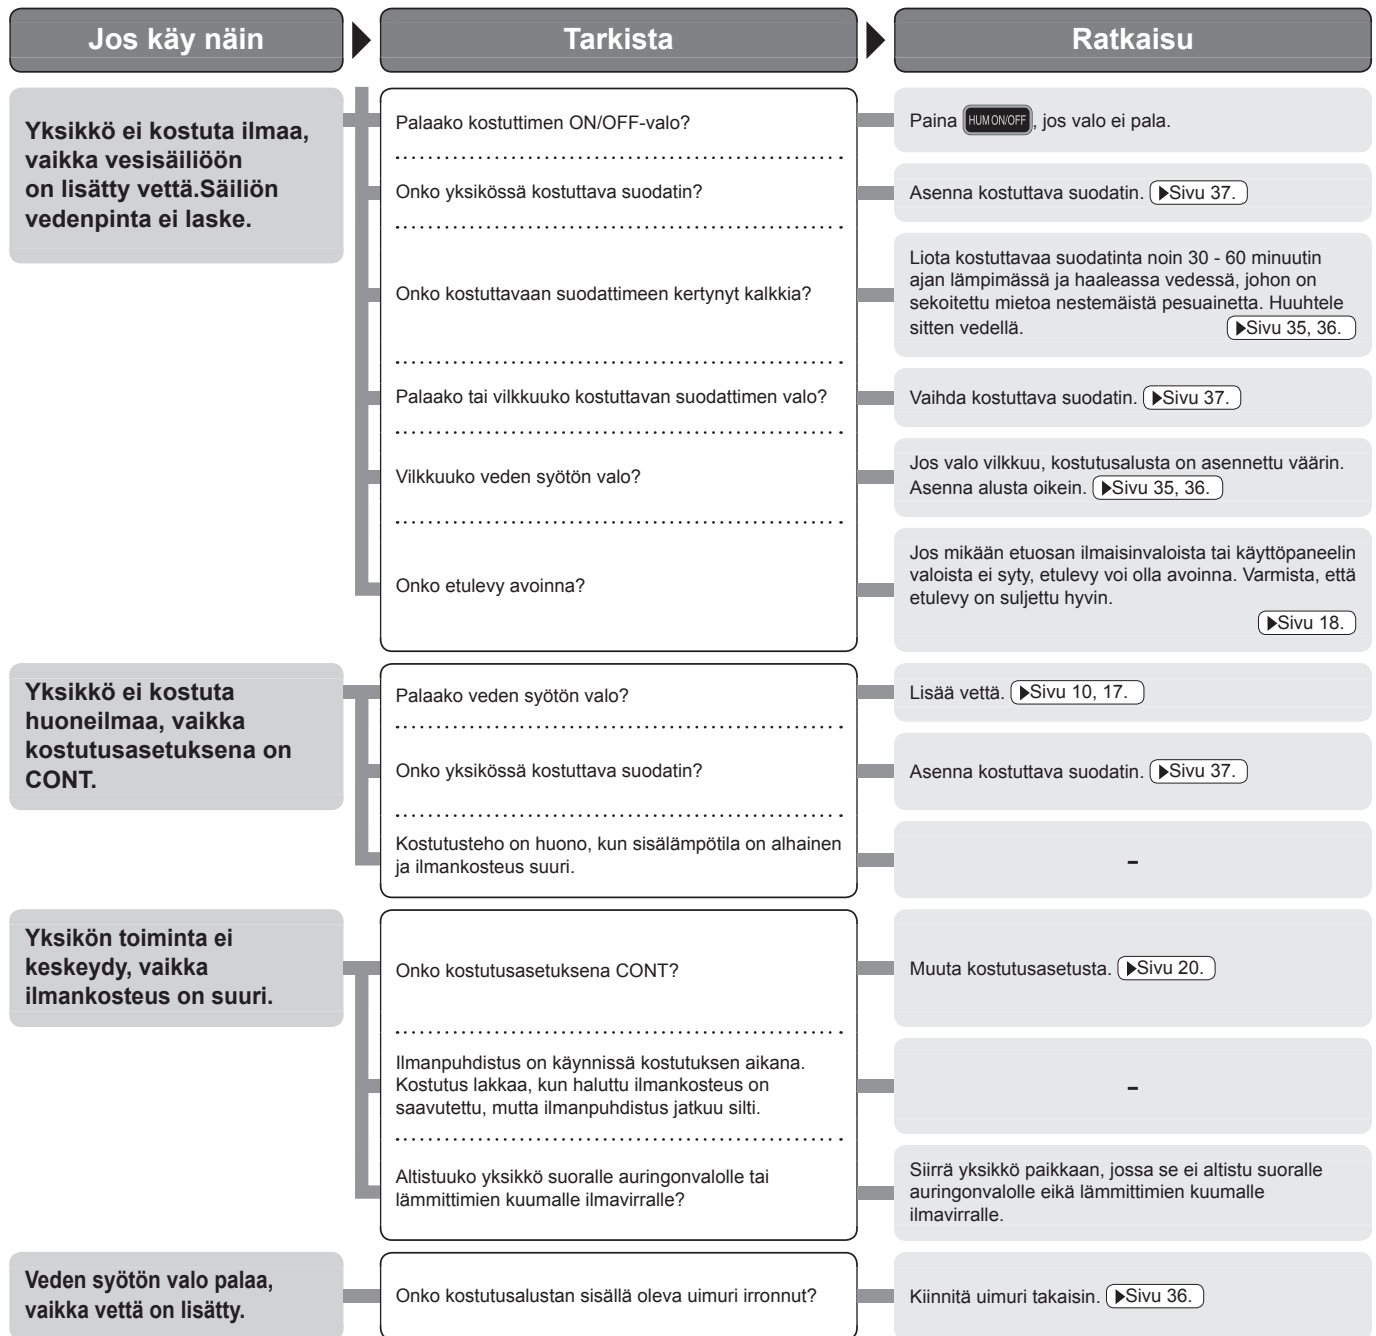 Jos käy näin
Tarkista
Ratkaisu
Yksikkö ei kostuta ilmaa,
vaikka vesisäiliöön
on lisätty vettä.Säiliön
vedenpinta ei laske.
Palaako kostuttimen ON/OFF-valo?
Paina HUM ON/OFF, jos valo ei pala.
Onko yksikössä kostuttava suodatin?
Asenna kostuttava suodatin. ▶Sivu 37.
Onko kostuttavaan suodattimeen kertynyt kalkkia?
Liota kostuttavaa suodatinta noin 30 - 60 minuutin
ajan lämpimässä ja haaleassa vedessä, johon on
sekoitettu mietoa nestemäistä pesuainetta. Huuhtele
sitten vedellä. ▶Sivu 35, 36.
Palaako tai vilkkuuko kostuttavan suodattimen valo?
Vaihda kostuttava suodatin. ▶Sivu 37.
Vilkkuuko veden syötön valo?
Jos valo vilkkuu, kostutusalusta on asennettu väärin.
Asenna alusta oikein. ▶Sivu 35, 36.
Onko etulevy avoinna?
Jos mikään etuosan ilmaisinvaloista tai käyttöpaneelin
valoista ei syty, etulevy voi olla avoinna. Varmista, että
etulevy on suljettu hyvin.
▶Sivu 18.
Yksikkö ei kostuta
huoneilmaa, vaikka
kostutusasetuksena on
CONT.
Palaako veden syötön valo?
Lisää vettä. ▶Sivu 10, 17.
Onko yksikössä kostuttava suodatin?
Asenna kostuttava suodatin. ▶Sivu 37.
Kostutusteho on huono, kun sisälämpötila on alhainen
ja ilmankosteus suuri.
–
Yksikön toiminta ei
keskeydy, vaikka
ilmankosteus on suuri.
Onko kostutusasetuksena CONT?
Muuta kostutusasetusta. ▶Sivu 20.
Ilmanpuhdistus on käynnissä kostutuksen aikana.
Kostutus lakkaa, kun haluttu ilmankosteus on
saavutettu, mutta ilmanpuhdistus jatkuu silti.
–
Altistuuko yksikkö suoralle auringonvalolle tai
lämmittimien kuumalle ilmavirralle?
Siirrä yksikkö paikkaan, jossa se ei altistu suoralle
auringonvalolle eikä lämmittimien kuumalle
ilmavirralle.
Veden syötön valo palaa,
vaikka vettä on lisätty.
Onko kostutusalustan sisällä oleva uimuri irronnut?
Kiinnitä uimuri takaisin. ▶Sivu 36.